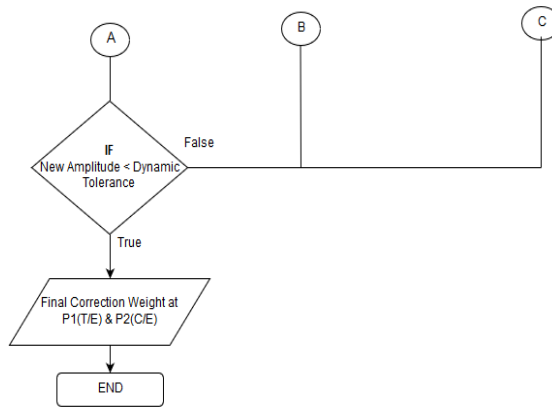 A
B
C
IF
New Amplitude < Dynamic
Tolerance
False
True
Final Correction Weight at
P1(T/E) & P2(C/E)
END